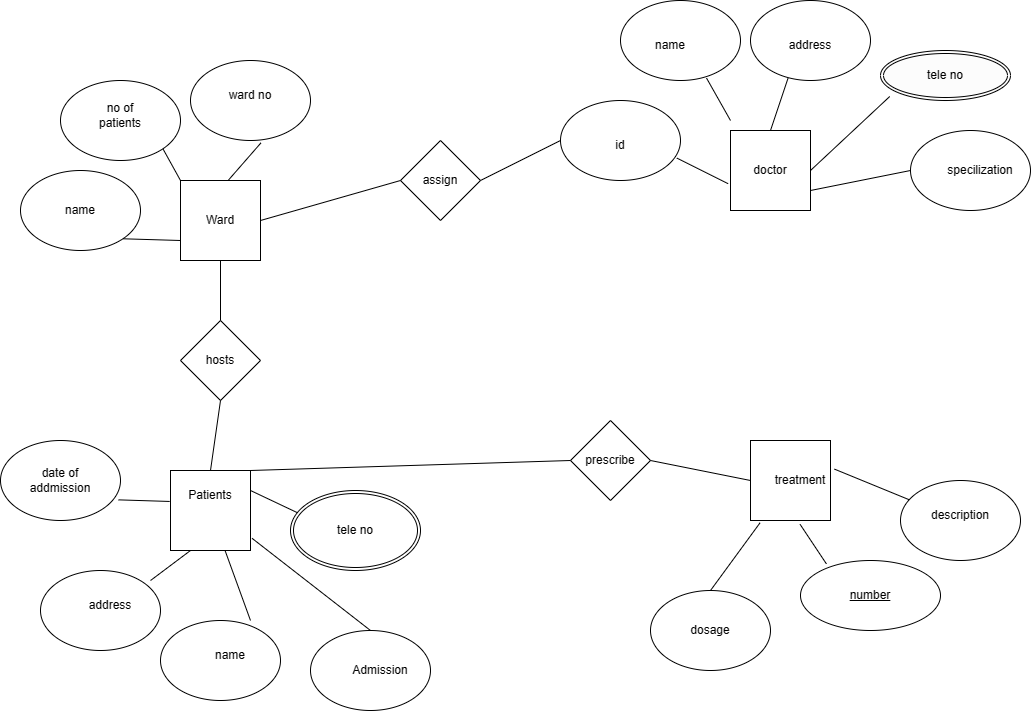 name
address
tele no
no of
patients
ward no
id
doctor
specilization
assign
name
Ward
hosts
prescribe
date of
addmission
Patients
treatment
tele no
description
address
number
name
dosage
Admission